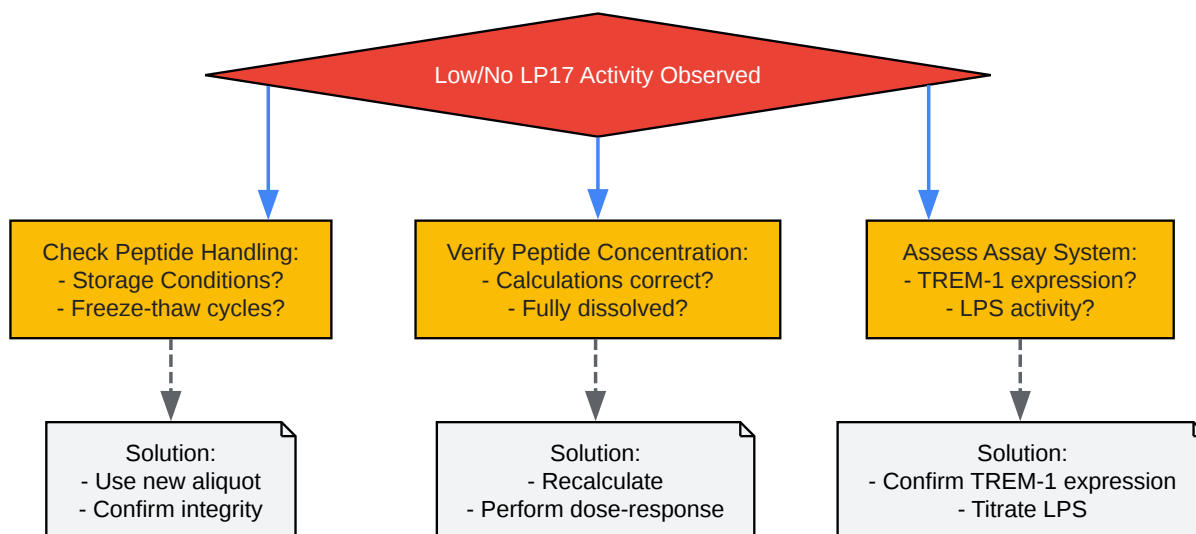 Low/No LP17 Activity Observed
Check Peptide Handling:
- Storage Conditions?
- Freeze-thaw cycles?
Verify Peptide Concentration:
- Calculations correct?
- Fully dissolved?
Assess Assay System:
- TREM-1 expression?
- LPS activity?
Solution:
- Use new aliquot
- Confirm integrity
Solution:
- Recalculate
- Perform dose-response
Solution:
- Confirm TREM-1 expression
- Titrate LPS